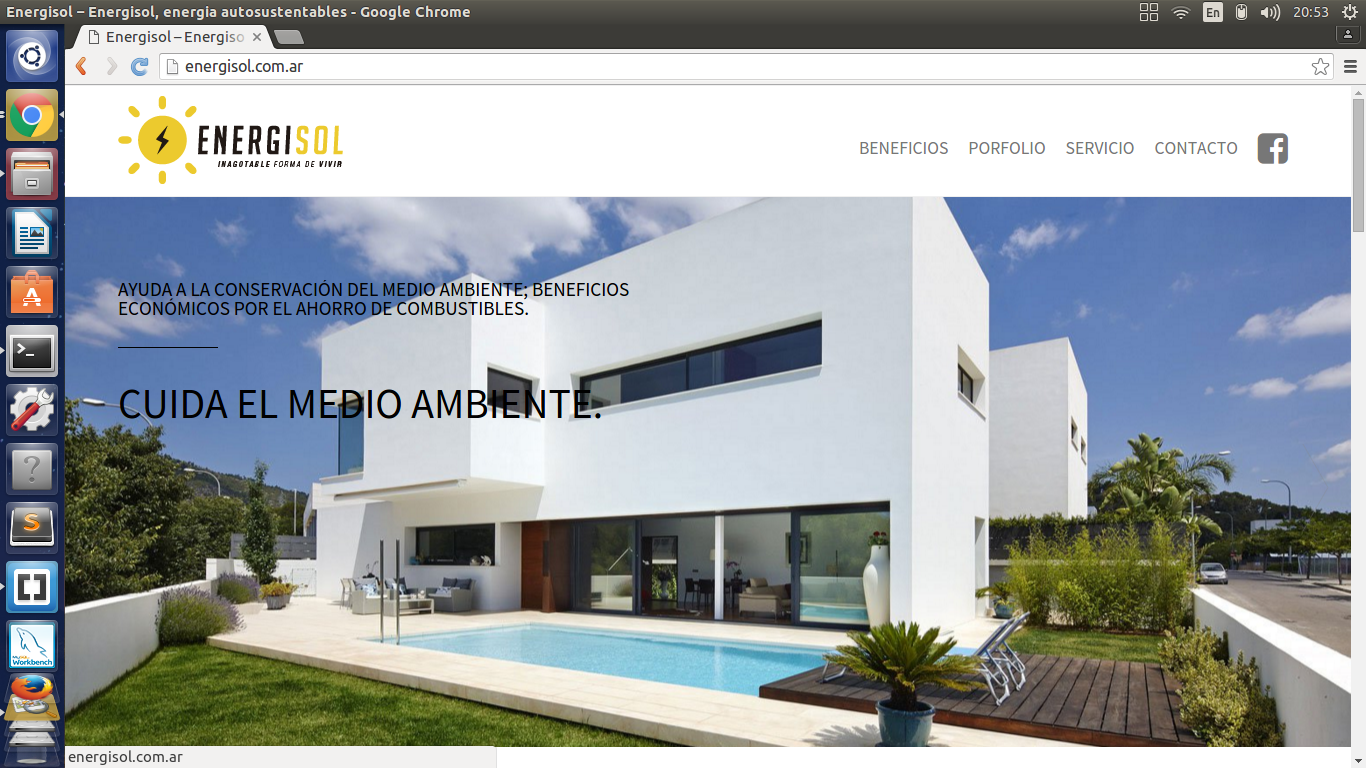 Energisol – Energisol, energia autosustentables - Google Chrome
En
20:53
Energisol – Energiso
energisol.com.ar
ENERGISOL
INAGOTABLE FORMA DE VIVIR
BENEFICIOS
PORFOLIO
SERVICIO
CONTACTO
AYUDA A LA CONSERVACIÓN DEL MEDIO AMBIENTE; BENEFICIOS
ECONÓMICOS POR EL AHORRO DE COMBUSTIBLES.
CUIDA EL MEDIO AMBIENTE.
Workbench
energisol.com.ar